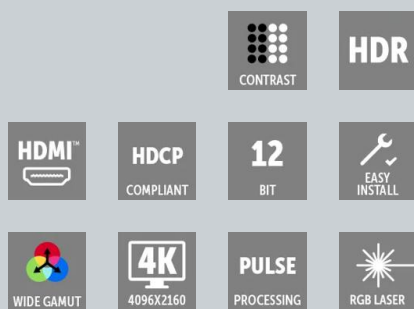 CONTRAST
HDR
HDMI™
HDCP
COMPLIANT
12
BIT
EASY
INSTALL
WIDE GAMUT
4K
4096X2160
PULSE
PROCESSING
RGB LASER